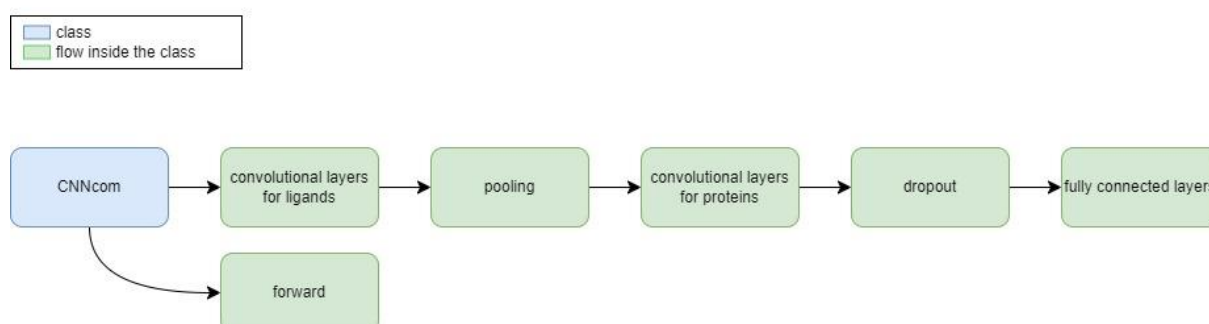 class
flow inside the class
CNNcom
convolutional layers
for ligands
pooling
convolutional layers
for proteins
dropout
fully connected layers
forward